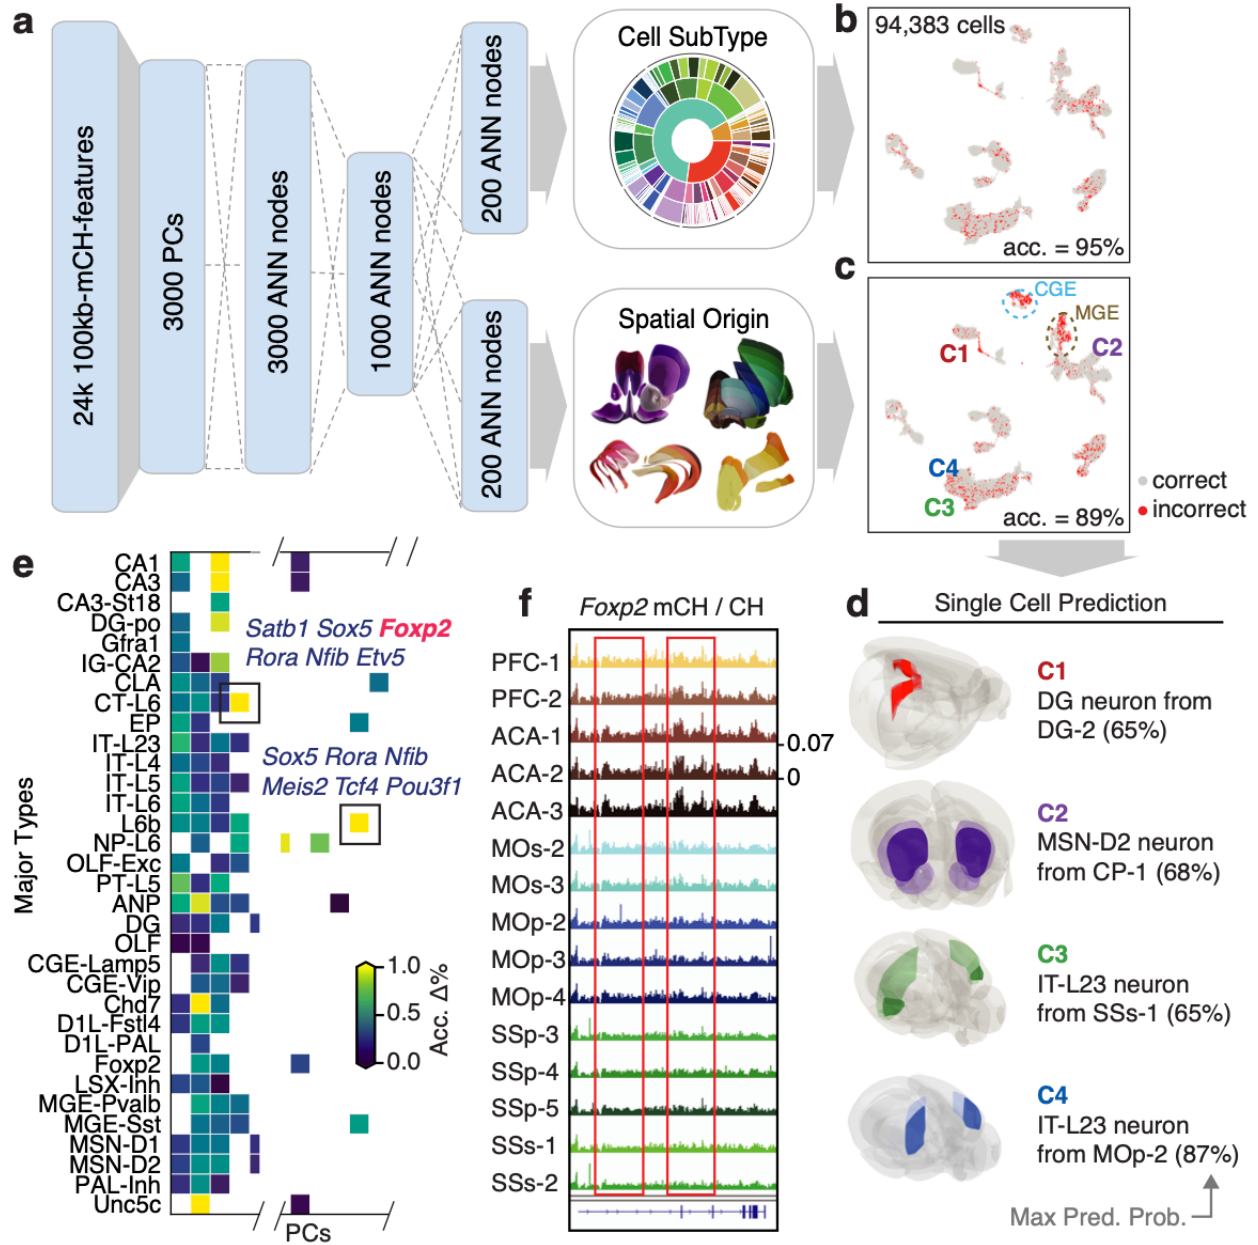 a
24k 100kb-mCH-features
3000 PCs
3000 ANN nodes
1000 ANN nodes
200 ANN nodes
200 ANN nodes
Cell SubType
Spatial Origin
b
94,383 cells
acc. = 95%
c
CGE
MGE
C1
C2
C4
C3
acc. = 89%
correct
incorrect
e
CA1
CA3
CA3-St18
DG-po
Gfra1
IG-CA2
CLA
CT-L6
EP
IT-L23
IT-L4
IT-L5
IT-L6
L6b
NP-L6
OLF-Exc
PT-L5
ANP
DG
OLF
CGE-Lamp5
CGE-Vip
Chd7
D1L-Fstl4
D1L-PAL
Foxp2
LSX-Inh
MGE-Pvalb
MGE-Sst
MSN-D1
MSN-D2
PAL-Inh
Unc5c
Major Types
Satb1 Sox5 Foxp2
Rora Nfib Etv5
Sox5 Rora Nfib
Meis2 Tcf4 Pou3f1
1.0
0.5
0.0
Acc. Δ%
PCs
f
Foxp2 mCH / CH
PFC-1
PFC-2
ACA-1
ACA-2
ACA-3
MOs-2
MOs-3
MOp-2
MOp-3
MOp-4
SSp-3
SSp-4
SSp-5
SSs-1
SSs-2
0.07
0
d
Single Cell Prediction
C1
DG neuron from
DG-2 (65%)
C2
MSN-D2 neuron
from CP-1 (68%)
C3
IT-L23 neuron
from SSs-1 (65%)
C4
IT-L23 neuron
from MOp-2 (87%)
Max Pred. Prob.